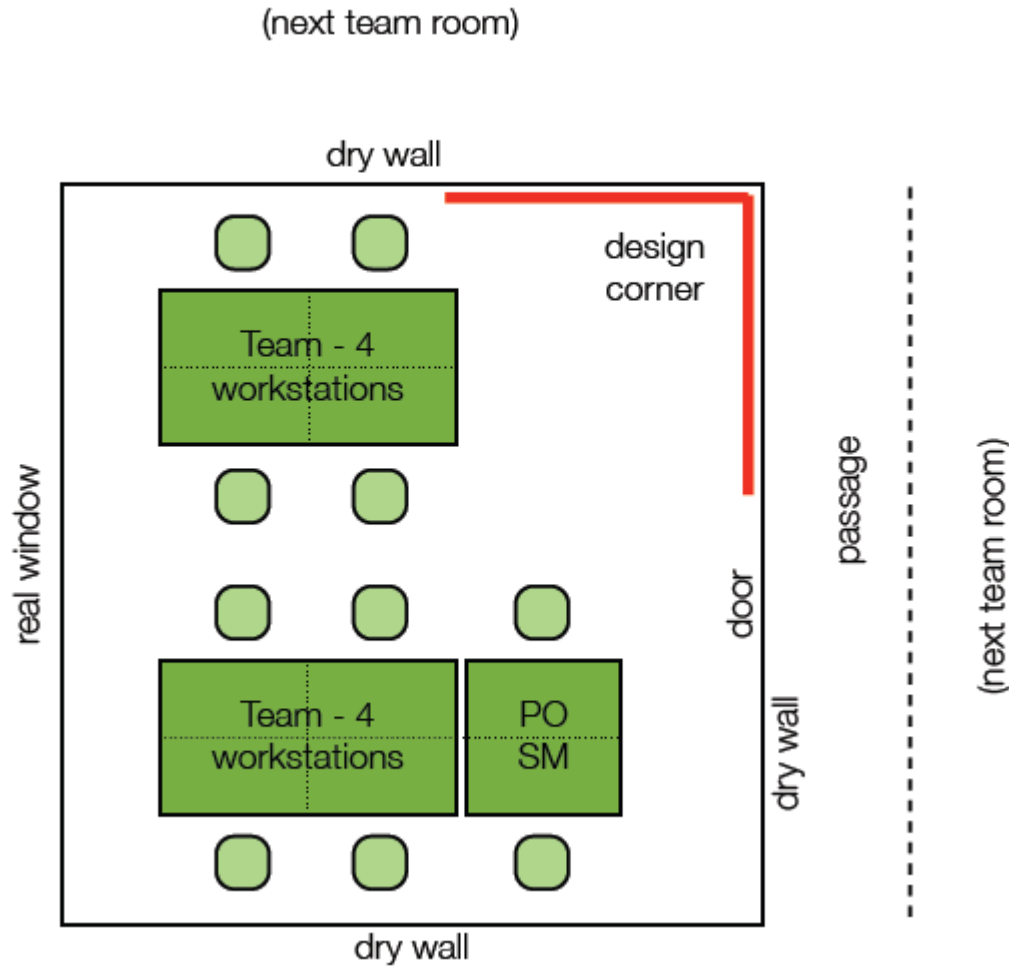 (next team room)
dry wall
design
corner
Team - 4
workstations
real window
passage
(next team room)
door
Team - 4
workstations
PO
SM
dry wall
dry wall